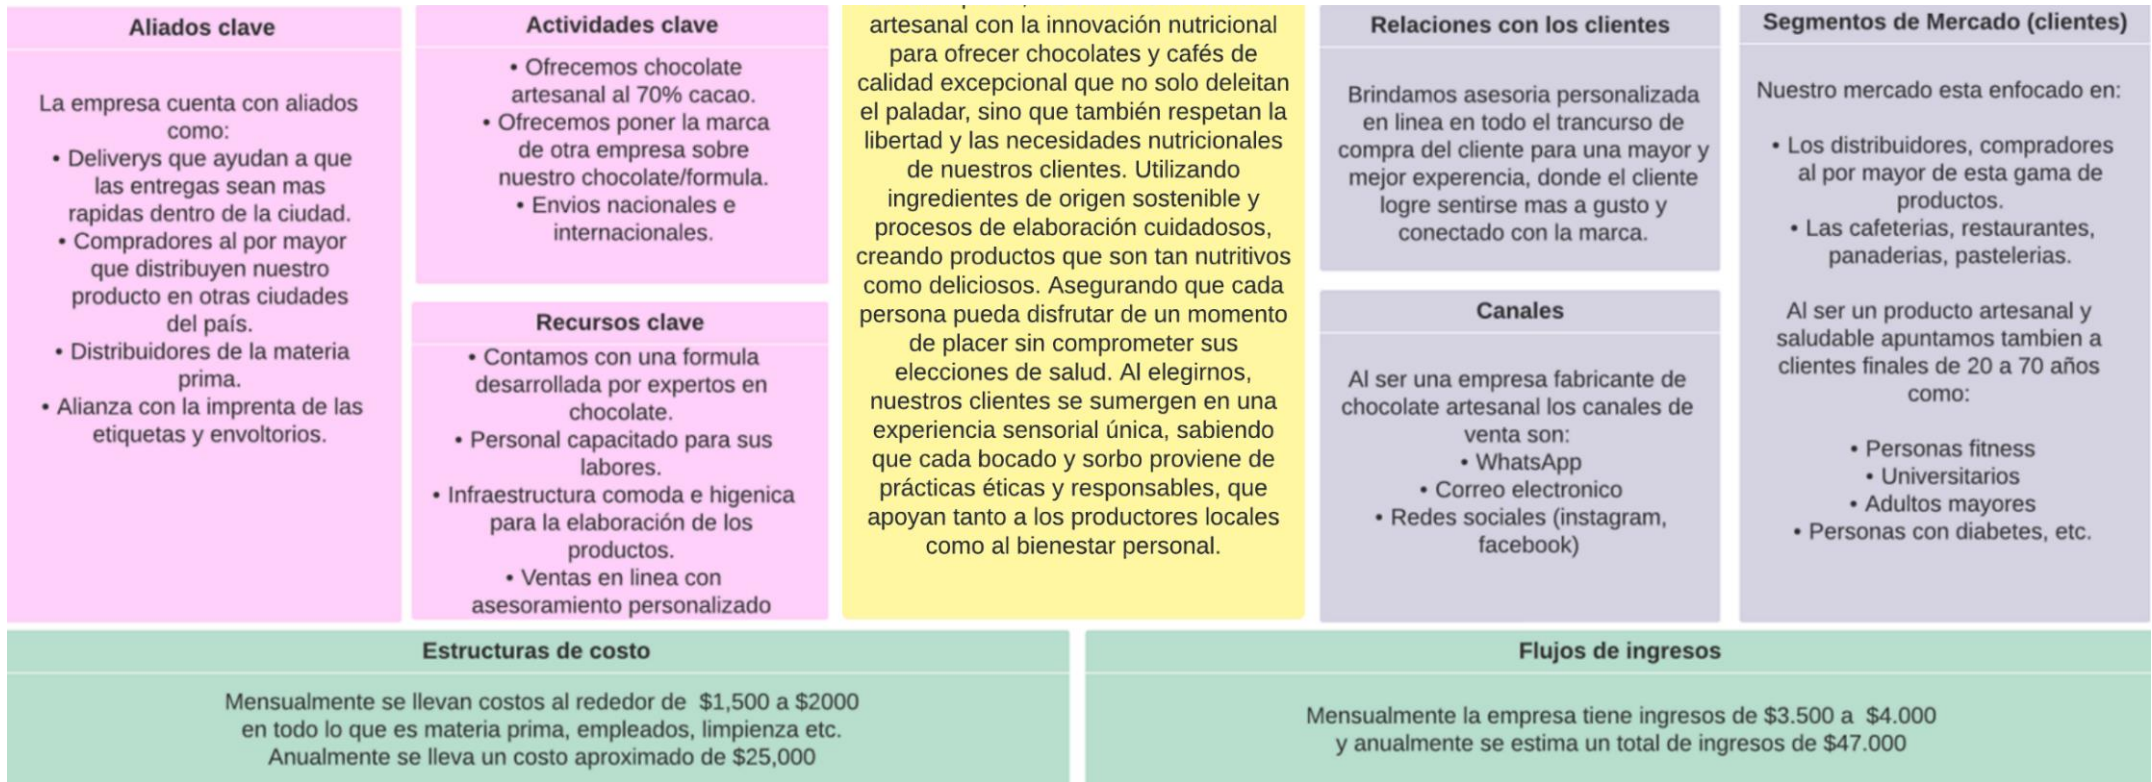 Aliados clave
La empresa cuenta con aliados
como:
• Deliverys que ayudan a que
las entregas sean mas
rapidas dentro de la ciudad.
• Compradores al por mayor
que distribuyen nuestro
producto en otras ciudades
del país.
• Distribuidores de la materia
prima.
• Alianza con la imprenta de las
etiquetas y envoltorios.
Actividades clave
• Ofrecemos chocolate
artesanal al 70% cacao.
• Ofrecemos poner la marca
de otra empresa sobre
nuestro chocolate/formula.
• Envios nacionales e
internacionales.
Recursos clave
• Contamos con una formula
desarrollada por expertos en
chocolate.
• Personal capacitado para sus
labores.
• Infraestructura comoda e higenica
para la elaboración de los
productos.
• Ventas en linea con
asesoramiento personalizado
artesanal con la innovación nutricional
para ofrecer chocolates y cafés de
calidad excepcional que no solo deleitan
el paladar, sino que también respetan la
libertad y las necesidades nutricionales
de nuestros clientes. Utilizando
ingredientes de origen sostenible y
procesos de elaboración cuidadosos,
creando productos que son tan nutritivos
como deliciosos. Asegurando que cada
persona pueda disfrutar de un momento
de placer sin comprometer sus
elecciones de salud. Al elegirnos,
nuestros clientes se sumergen en una
experiencia sensorial única, sabiendo
que cada bocado y sorbo proviene de
prácticas éticas y responsables, que
apoyan tanto a los productores locales
como al bienestar personal.
Relaciones con los clientes
Brindamos asesoria personalizada
en linea en todo el trancurso de
compra del cliente para una mayor y
mejor experencia, donde el cliente
logre sentirse mas a gusto y
conectado con la marca.
Canales
Al ser una empresa fabricante de
chocolate artesanal los canales de
venta son:
• WhatsApp
• Correo electronico
• Redes sociales (instagram,
facebook)
Segmentos de Mercado (clientes)
Nuestro mercado esta enfocado en:
• Los distribuidores, compradores
al por mayor de esta gama de
productos.
• Las cafeterias, restaurantes,
panaderias, pastelerias.
Al ser un producto artesanal y
saludable apuntamos tambien a
clientes finales de 20 a 70 años
como:
• Personas fitness
• Universitarios
• Adultos mayores
• Personas con diabetes, etc.
Estructuras de costo
Mensualmente se llevan costos al rededor de $1,500 a $2000
en todo lo que es materia prima, empleados, limpienza etc.
Anualmente se lleva un costo aproximado de $25,000
Flujos de ingresos
Mensualmente la empresa tiene ingresos de $3.500 a $4.000
y anualmente se estima un total de ingresos de $47.000